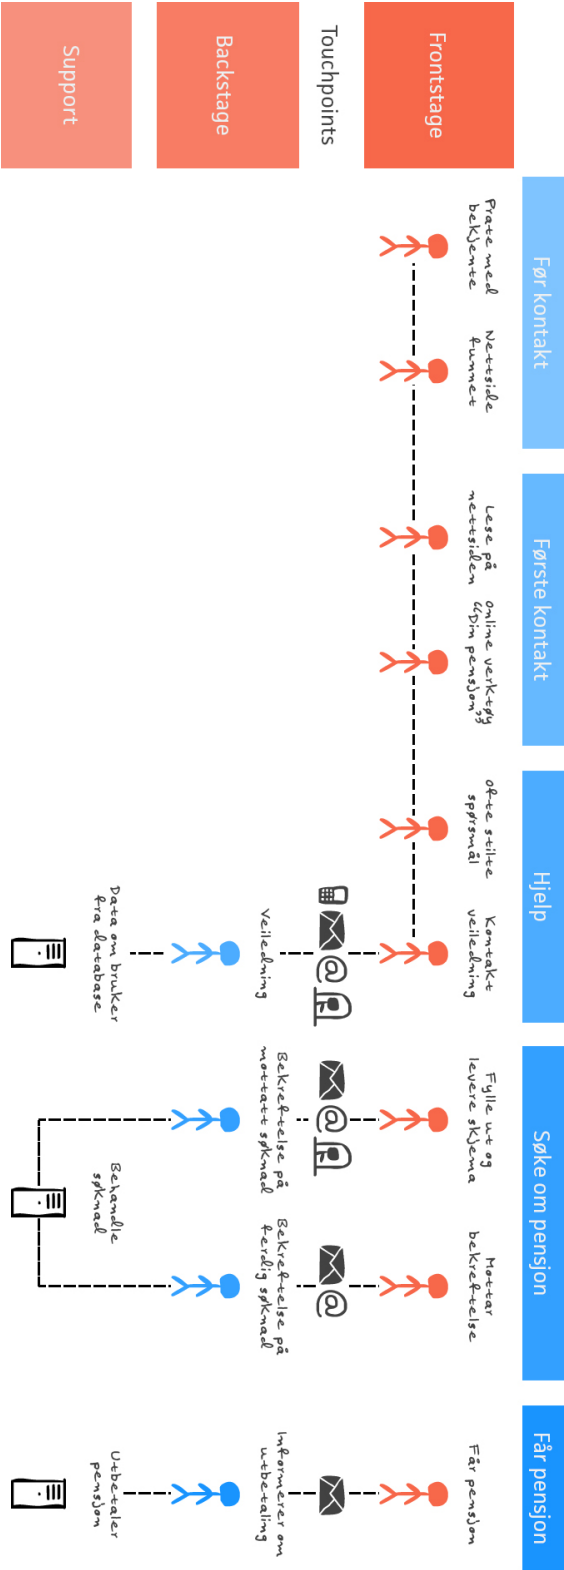 Før kontakt
Første kontakt
Hjelp
Søke om pensjon
Får pensjon
Frontstage
Prate med
bekjente
Nettside
funnet
Lese på
nettsiden
Online verktøy
“Din pensjon”
Ofte stilte
spørsmål
Kontakt
veiledning
Fylle ut og
levere skjema
Mottar
bekreftelse
Får pensjon
Touchpoints
@
@
@
Backstage
Veiledning
Bekreftelse på
mottatt søknad
Bekreftelse på
ferdig søknad
Informerer om
utbetaling
Support
Data om bruker
fra database
Behandle
søknad
Utbetaler
pensjon